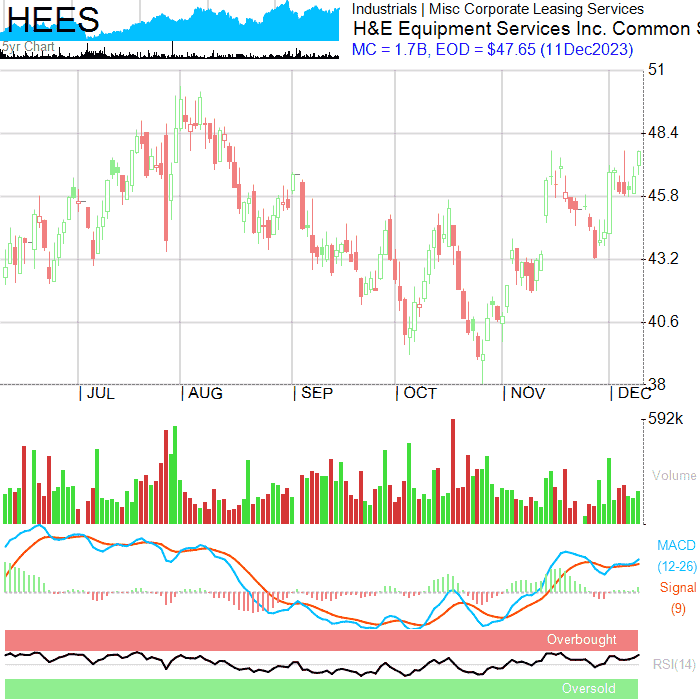 HEES
5yr Chart
Industrials | Misc Corporate Leasing Services
H&E Equipment Services Inc. Common S
MC = 1.7B, EOD = $47.65 (11Dec2023)
51
48.4
45.8
43.2
40.6
38
| JUL | AUG | SEP | OCT | NOV | DEC
592k
Volume
MACD
(12-26)
Signal
(9)
Overbought
RSI(14)
Oversold